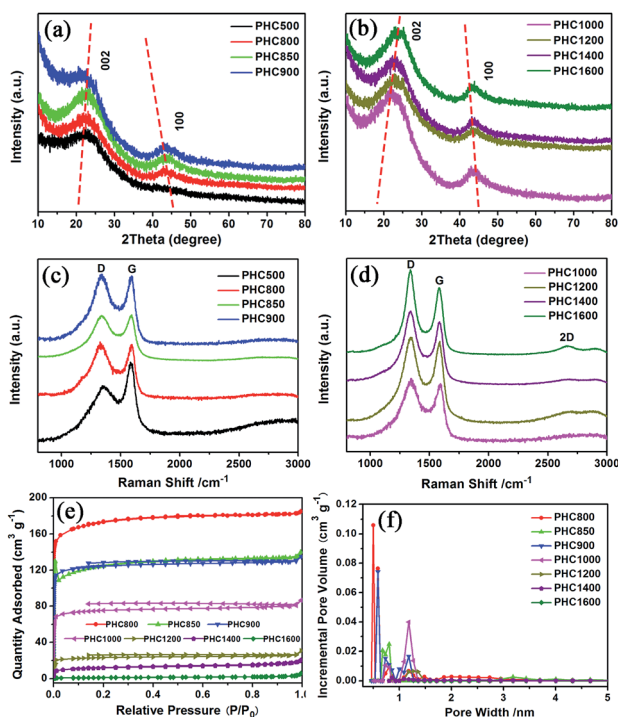 (a)
002
100
PHC500
PHC800
PHC850
PHC900
Intensity (a.u.)
10 20 30 40 50 60 70 80
2Theta (degree)
(b)
002
100
PHC1000
PHC1200
PHC1400
PHC1600
Intensity (a.u.)
10 20 30 40 50 60 70 80
2Theta (degree)
(c)
D
G
PHC500
PHC800
PHC850
PHC900
Intensity (a.u.)
1000 1500 2000 2500 3000
Raman Shift /cm-1
(d)
D
G
2D
PHC1000
PHC1200
PHC1400
PHC1600
Intensity (a.u.)
1000 1500 2000 2500 3000
Raman Shift /cm-1
(e)
Quantity Adsorbed (cm3 g-1)
200
160
120
80
40
0
PHC800 PHC850 PHC900
PHC1000 PHC1200 PHC1400 PHC1600
0.0 0.2 0.4 0.6 0.8 1.0
Relative Pressure (P/P0)
(f)
Incremental Pore Volume (cm3 g-1)
0.12
0.10
0.08
0.06
0.04
0.02
0.00
PHC800
PHC850
PHC900
PHC1000
PHC1200
PHC1400
PHC1600
1 2 3 4 5
Pore Width /nm